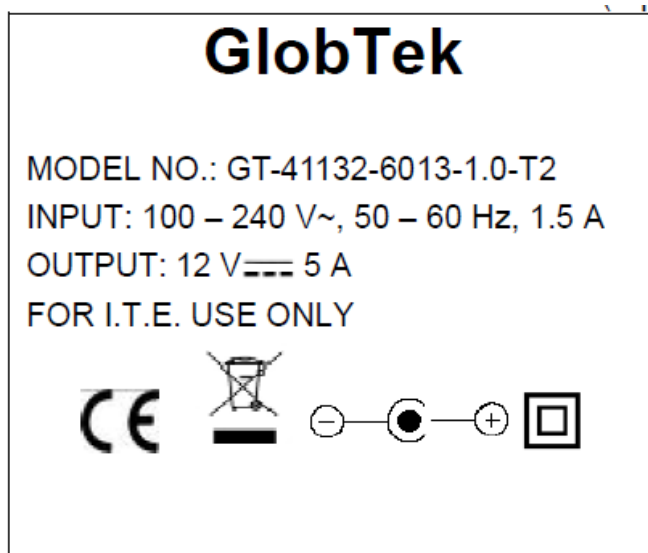 GlobTek
MODEL NO.: GT-41132-6013-1.0-T2
INPUT: 100 – 240 V~, 50 – 60 Hz, 1.5 A
OUTPUT: 12 V⎓ 5 A
FOR I.T.E. USE ONLY
CE